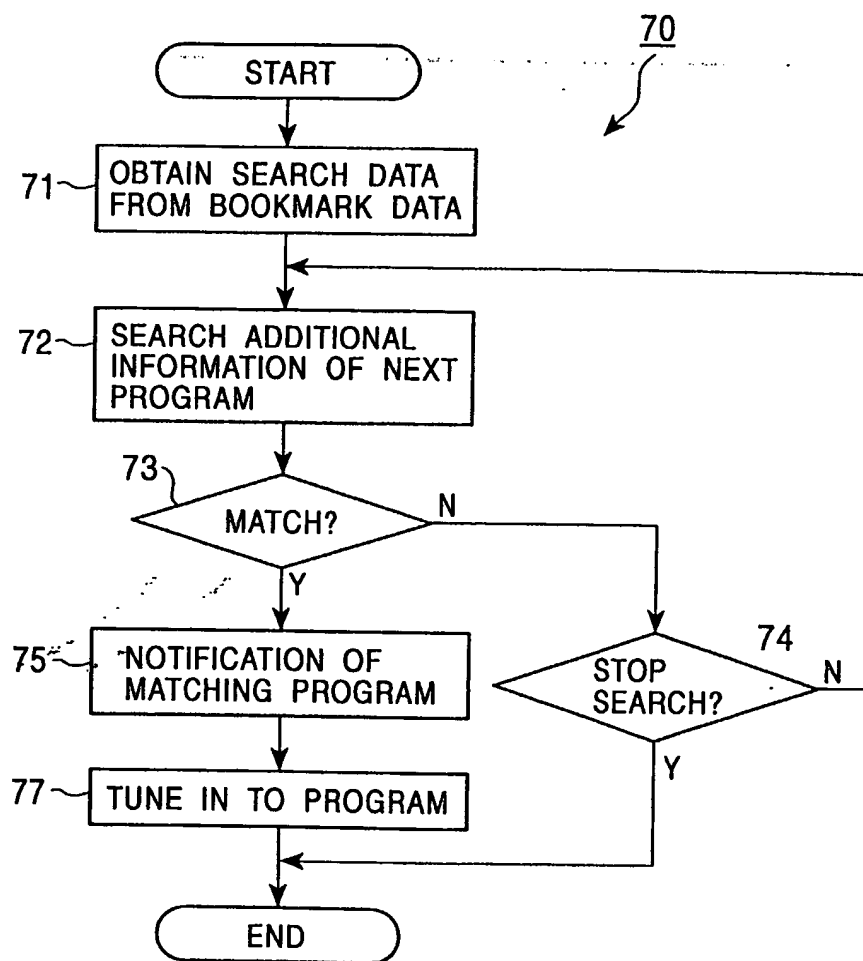 70
START
71
OBTAIN SEARCH DATA
FROM BOOKMARK DATA
72
SEARCH ADDITIONAL
INFORMATION OF NEXT
PROGRAM
73
MATCH?
N
Y
74
STOP
SEARCH?
N
Y
75
NOTIFICATION OF
MATCHING PROGRAM
77
TUNE IN TO PROGRAM
END